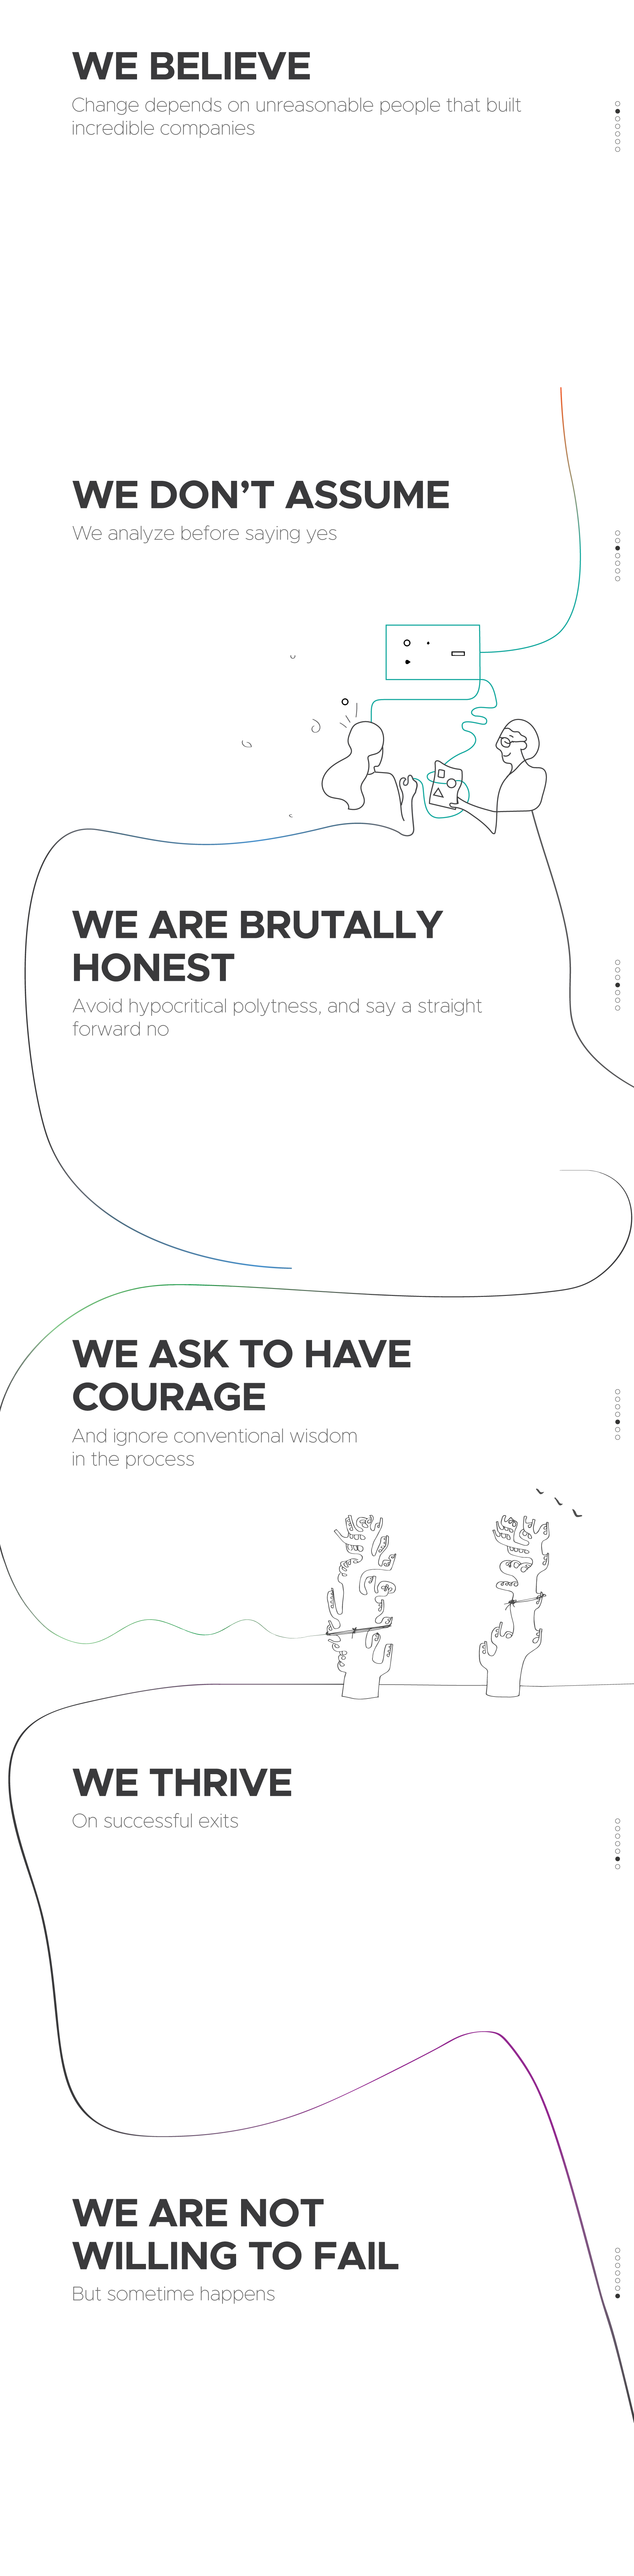 WE BELIEVE
Change depends on unreasonable people that built
incredible companies
WE DON'T ASSUME
We analyze before saying yes
WE ARE BRUTALLY
HONEST
Avoid hypocritical polytness, and say a straight
forward no
WE ASK TO HAVE
COURAGE
And ignore conventional wisdom
in the process
WE THRIVE
On successful exits
WE ARE NOT
WILLING TO FAIL
But sometime happens